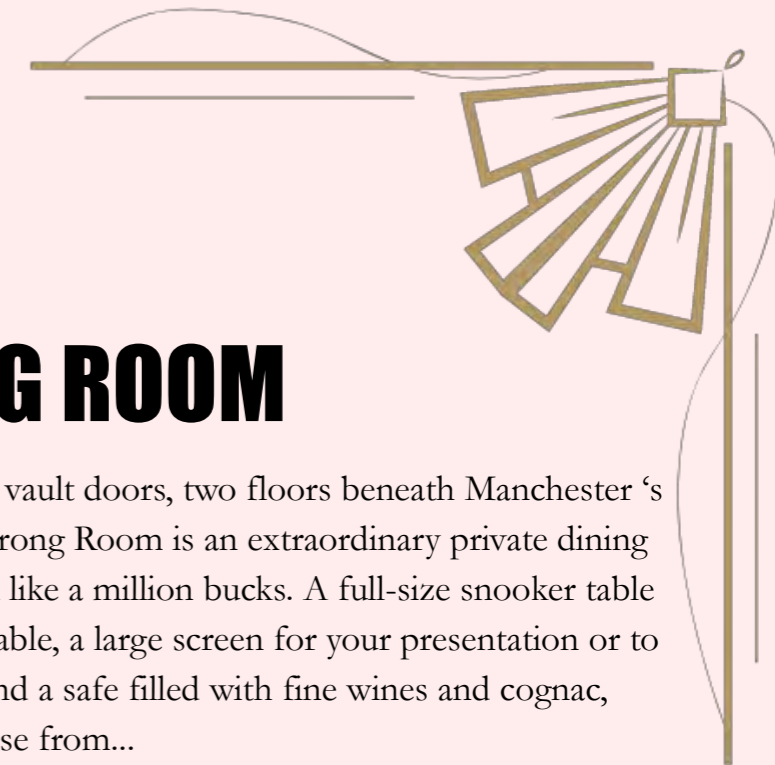 G ROOM
vault doors, two floors beneath Manchester ‘s
rong Room is an extraordinary private dining
like a million bucks. A full-size snooker table
able, a large screen for your presentation or to
nd a safe filled with fine wines and cognac,
se from...